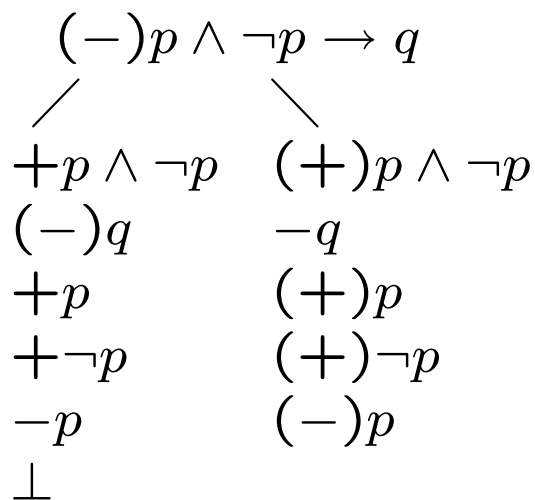 (−)p ∧ ¬p → q
+p ∧ ¬p (+)p ∧ ¬p
(−)q −q
+p (+)p
+¬p (+)¬p
−p (−)p
⊥